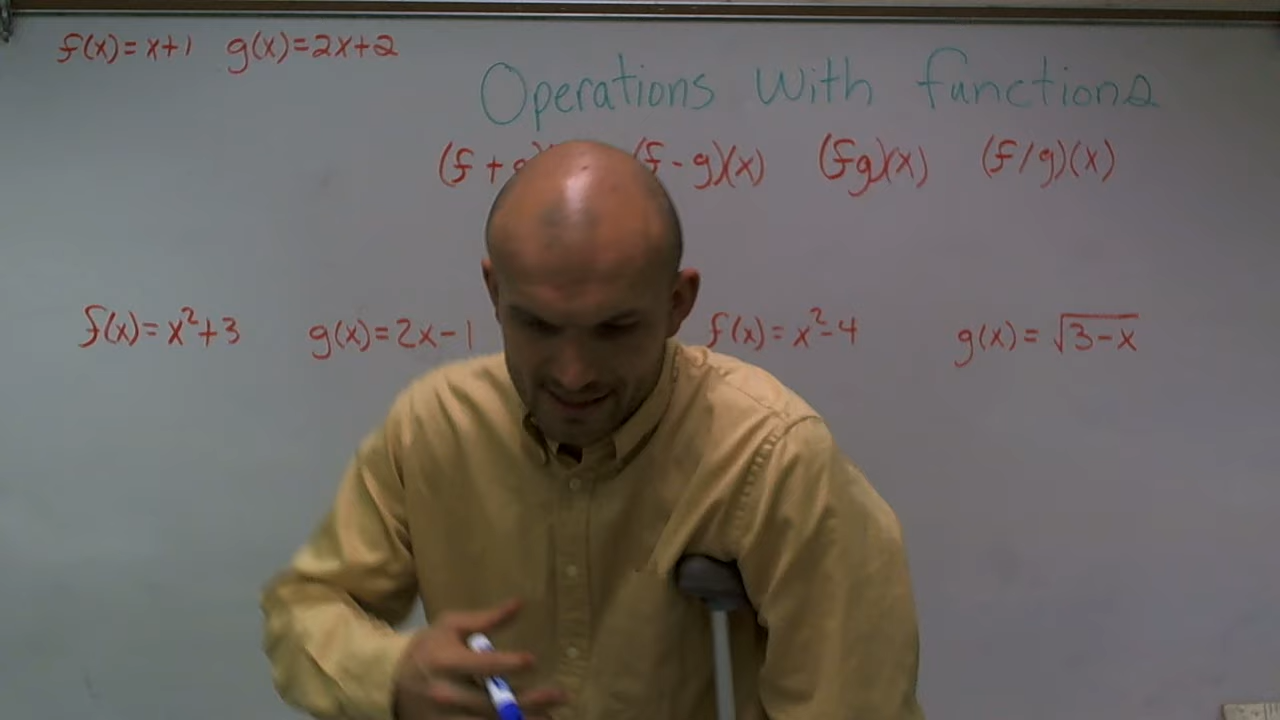 f(x)=x+1 g(x)=2x+2
Operations with functions
(f + g) (f - g)(x) (fg)(x) (f/g)(x)
f(x)=x²+3 g(x)=2x-1 f(x)=x²-4 g(x)=√3-x